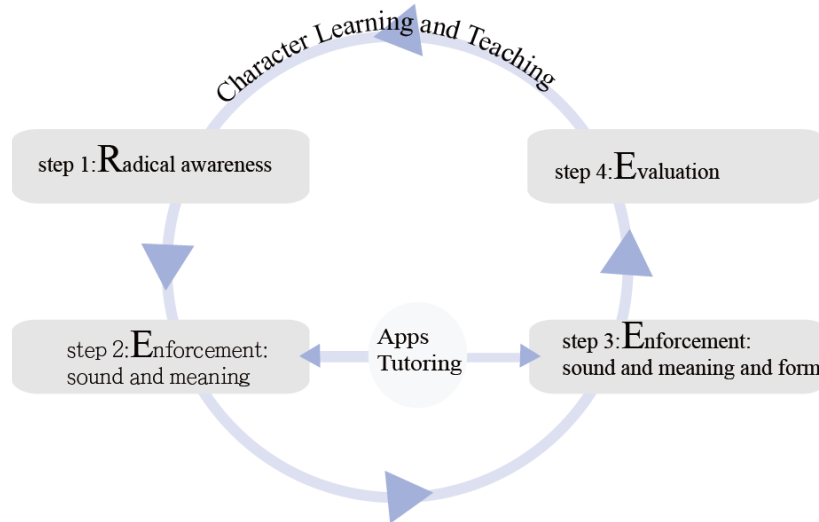 Character Learning and Teaching
step 1:Radical awareness
step 4:Evaluation
step 2:Enforcement:
sound and meaning
Apps
Tutoring
step 3:Enforcement:
sound and meaning and form